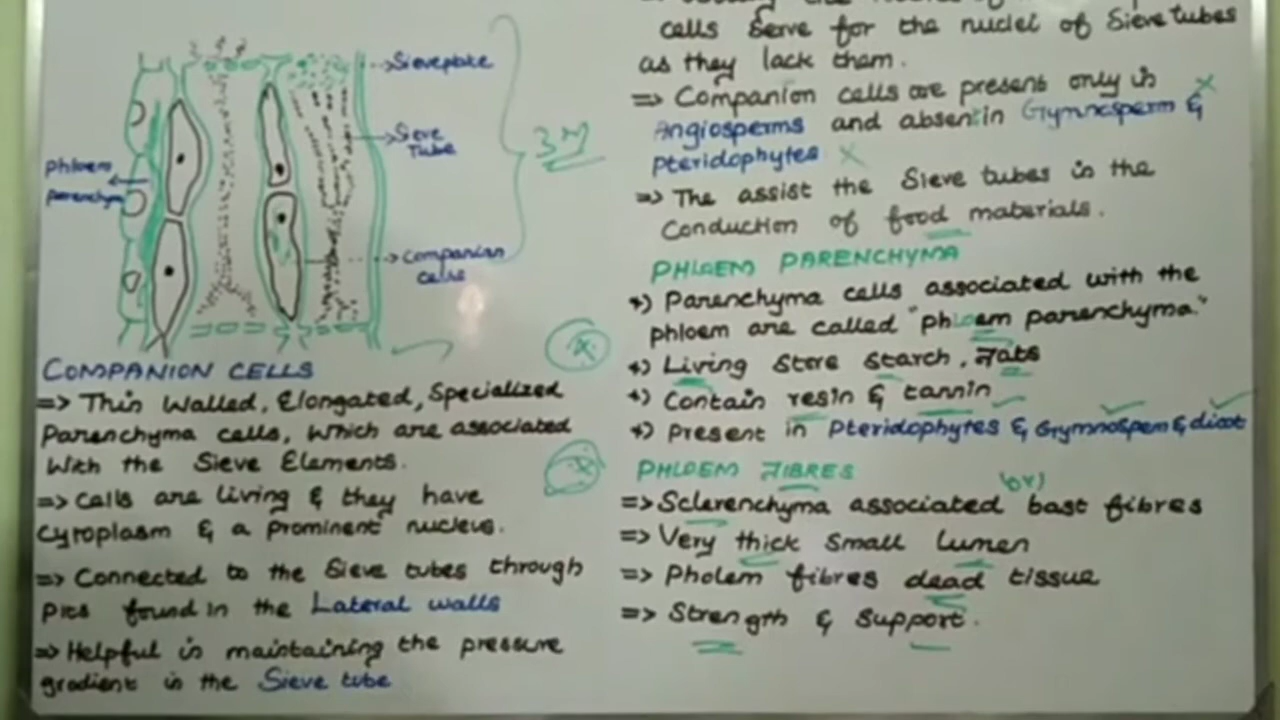 Sieveplate
Sieve
Tube
3M
Phloem
parenchym
Companion
cells
COMPANION CELLS
=> Thin Walled, Elongated, Specialized
Parenchyma cells, Which are associated
With the Sieve Elements.
=> Cells are living & they have
Cytoplasm & a prominent nucleus.
=> Connected to the Sieve tubes through
pits found in the Lateral walls
=> Helpful in maintaining the pressure
gradient in the Sieve tube
cells serve for the nuclei of Sieve tubes
as they lack them.
=> Companion cells are present only in
Angiosperms and absent in Gymnosperm &
Pteridophytes
=> The assist the Sieve tubes in the
Conduction of food materials.
PHLOEM PARENCHYMA
*) Parenchyma cells associated with the
phloem are called "phloem parenchyma."
*) Living Store Starch, Fats
*) Contain resin & tannin
*) Present in Pteridophytes & Gymnosperm & dicot
PHLOEM FIBRES
(or)
=> Sclerenchyma associated bast fibres
=> Very thick Small Lumen
=> Pholem fibres dead tissue
=> Strength & Support.